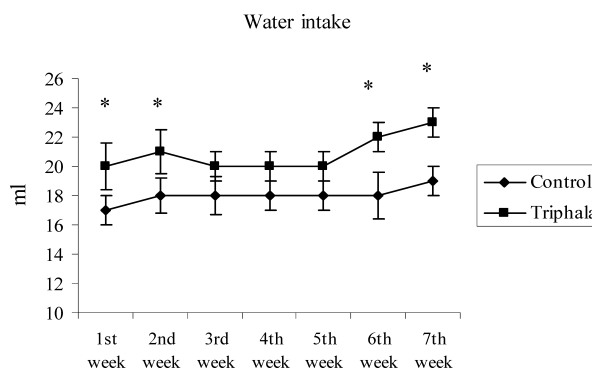 Water intake
* * * *
26
24
22
20
18
16
14
12
10
ml
1st week
2nd week
3rd week
4th week
5th week
6th week
7th week
Control
Triphala